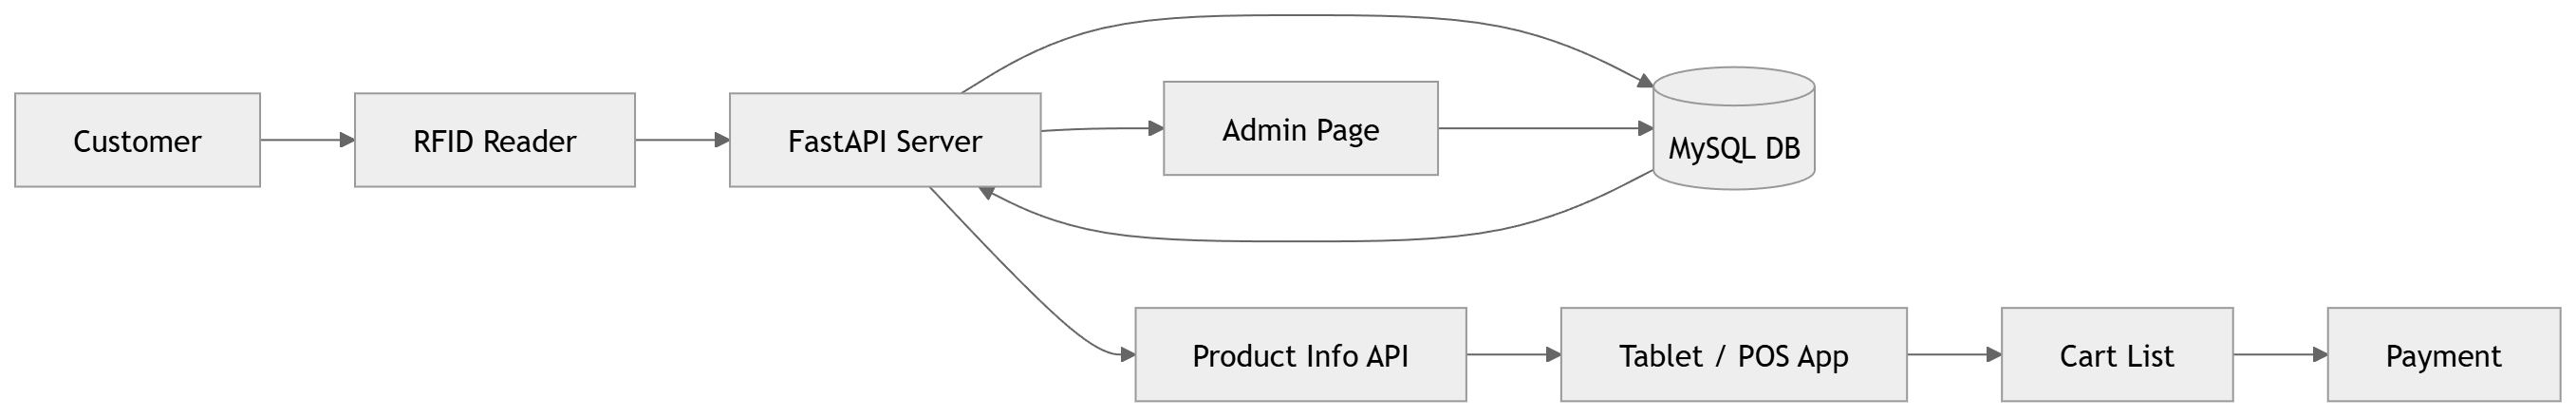 Customer
RFID Reader
FastAPI Server
Admin Page
MySQL DB
Product Info API
Tablet / POS App
Cart List
Payment